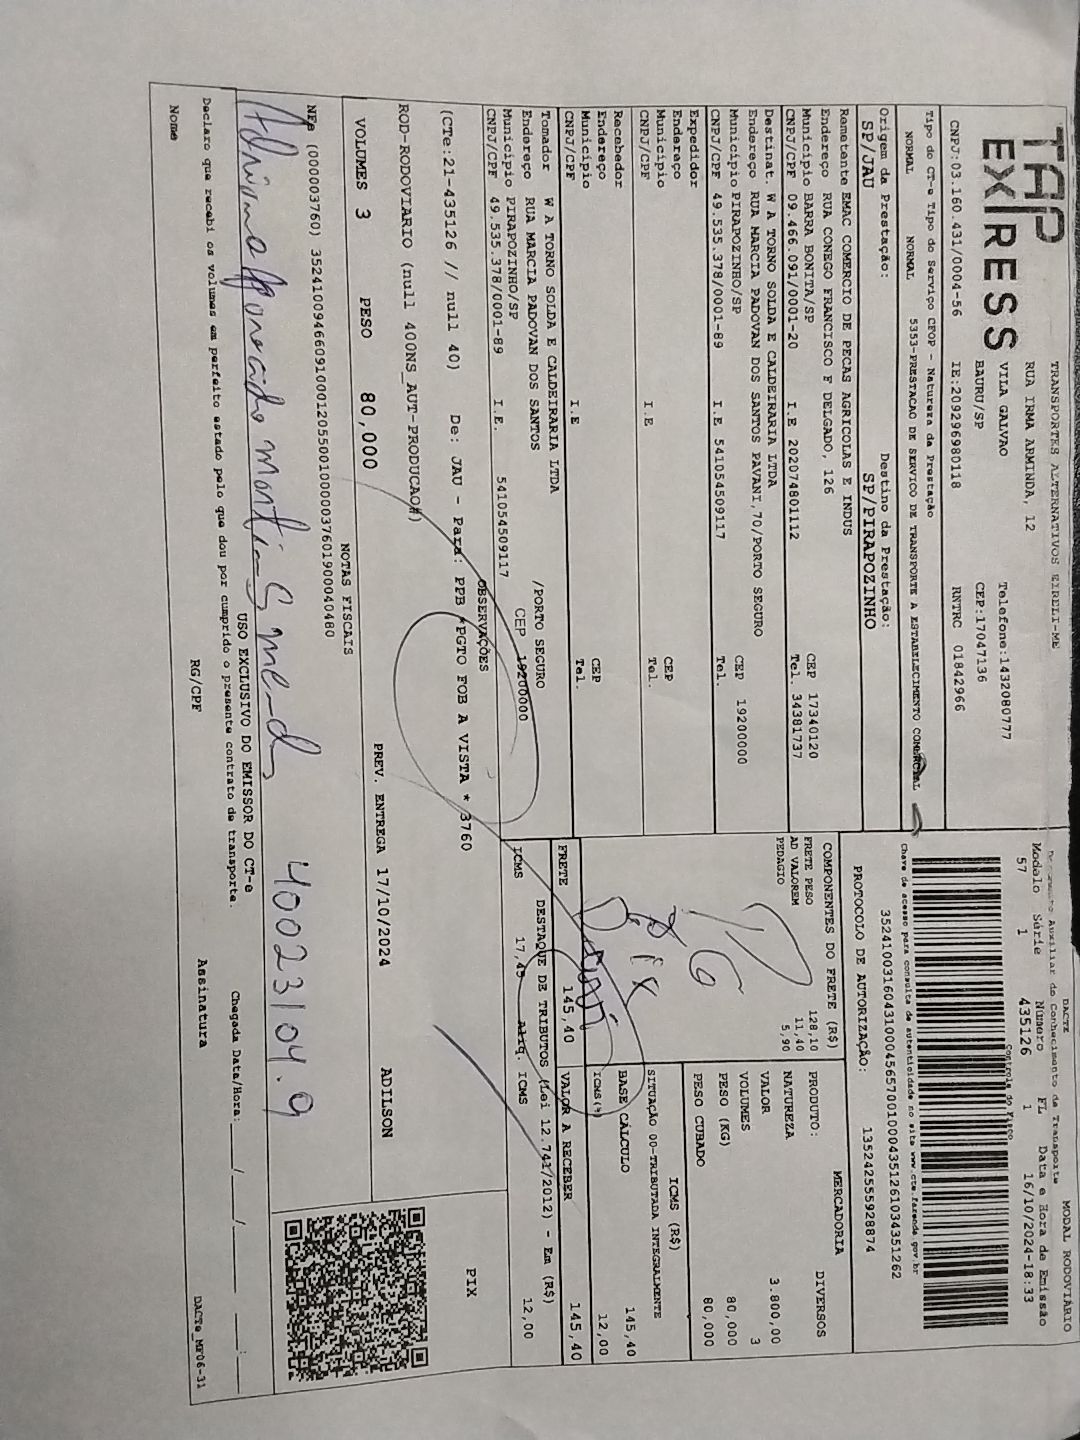 TAP
EXPRESS
TRANSPORTES ALTERNATIVOS EIRELI-ME
RUA IRMA ARMINDA, 12
VILA GALVAO
BAURU/SP
Telefone:1432080777
CEP:17047136
CNPJ:03.160.431/0004-56 IE:209296980118 RNTRC 01842966
Tipo do CT-e Tipo do Serviço CFOP - Natureza da Prestação
NORMAL NORMAL 5353-PRESTACAO DE SERVICO DE TRANSPORTE A ESTABELECIMENTO COMERCIAL
Origem da Prestação: Destino da Prestação:
SP/JAU SP/PIRAPOZINHO
Remetente EMAC COMERCIO DE PECAS AGRICOLAS E INDUS
Endereço RUA CONEGO FRANCISCO F DELGADO, 126
Município BARRA BONITA/SP CEP 17340120
CNPJ/CPF 09.466.091/0001-20 I.E 202074801112 Tel. 34381737
Destinat. W A TORNO SOLDA E CALDEIRARIA LTDA
Endereço RUA MARCIA PADOVAN DOS SANTOS PAVANI,70/PORTO SEGURO
Município PIRAPOZINHO/SP CEP 19200000
CNPJ/CPF 49.535.378/0001-89 I.E 541054509117 Tel.
Expedidor
Endereço
Município CEP
CNPJ/CPF I.E Tel.
Recebedor
Endereço
Município CEP
CNPJ/CPF I.E Tel.
Tomador W A TORNO SOLDA E CALDEIRARIA LTDA
Endereço RUA MARCIA PADOVAN DOS SANTOS /PORTO SEGURO
Município PIRAPOZINHO/SP CEP 19200000
CNPJ/CPF 49.535.378/0001-89 I.E. 541054509117
OBSERVAÇÕES
(CTe:21-435126 // null 40) De: JAU - Para: PPB *PGTO FOB A VISTA * 3760
ROD-RODOVIARIO (null 400NS_AUT-PRODUCAO#)
VOLUMES 3 PESO 80,000 PREV. ENTREGA 17/10/2024 ADILSON
NOTAS FISCAIS
NFe (000003760) 35241009466091000120550010000037601900040480
40023104.9
USO EXCLUSIVO DO EMISSOR DO CT-e
Declaro que recebi os volumes em perfeito estado pelo que dou por cumprido o presente contrato de transporte. Chegada Data/Hora: ____/____/____ ____:____
Nome RG/CPF Assinatura
DACTe_MF06-31
DACTE MODAL RODOVIÁRIO
Documento Auxiliar do Conhecimento de Transporte
Modelo Série Número FL Data e Hora de Emissão
57 1 435126 1 16/10/2024-18:33
Controle do Fisco
Chave de acesso para consulta de autenticidade no site www.cte.fazenda.gov.br
35241003160431000456570010004351261034351262
PROTOCOLO DE AUTORIZAÇÃO: 135242555928874
COMPONENTES DO FRETE (R$)
FRETE PESO 128,10
AD VALOREM 11,40
PEDAGIO 5,90
MERCADORIA
PRODUTO: DIVERSOS
NATUREZA
VALOR 3.800,00
VOLUMES 3
PESO (KG) 80,000
PESO CUBADO 80,000
ICMS (R$)
SITUAÇÃO 00-TRIBUTADA INTEGRALMENTE
BASE CÁLCULO 145,40
ICMS(%) 12,00
FRETE 145,40 VALOR A RECEBER 145,40
DESTAQUE DE TRIBUTOS (Lei 12.741/2012) - Em (R$)
ICMS 17,45 Aliq. ICMS 12,00
PIX